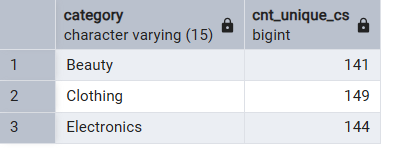 category cnt_unique_cs
character varying (15) bigint
1 Beauty 141
2 Clothing 149
3 Electronics 144